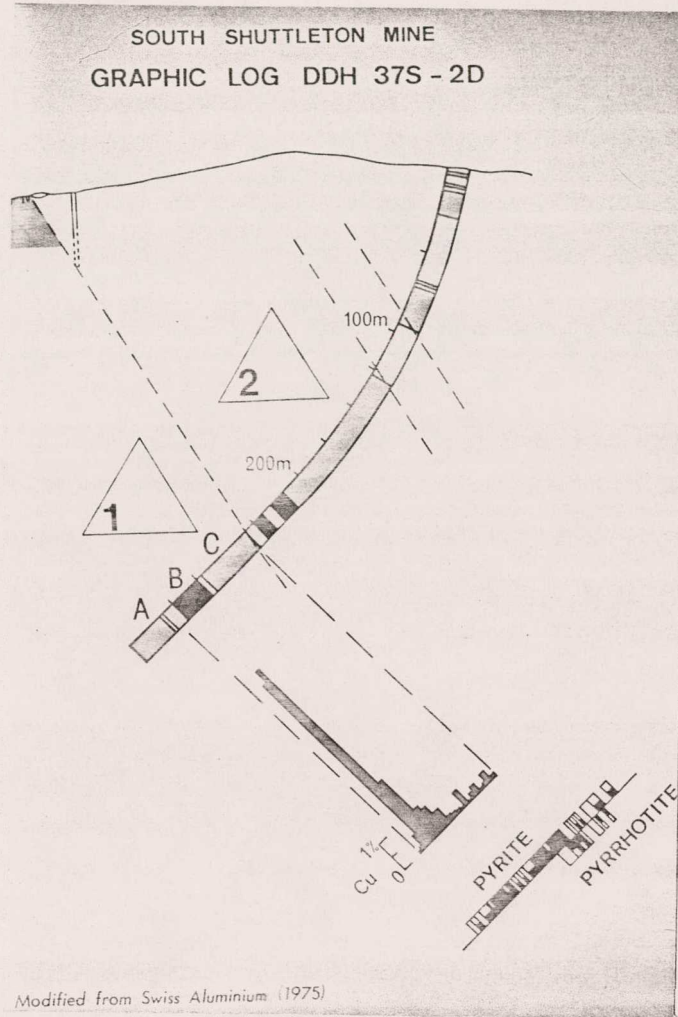 SOUTH SHUTTLETON MINE
GRAPHIC LOG DDH 37S - 2D
100m
2
200m
1
C
B
A
1%
Cu
0
PYRITE
PYRRHOTITE
Modified from Swiss Aluminium (1975)